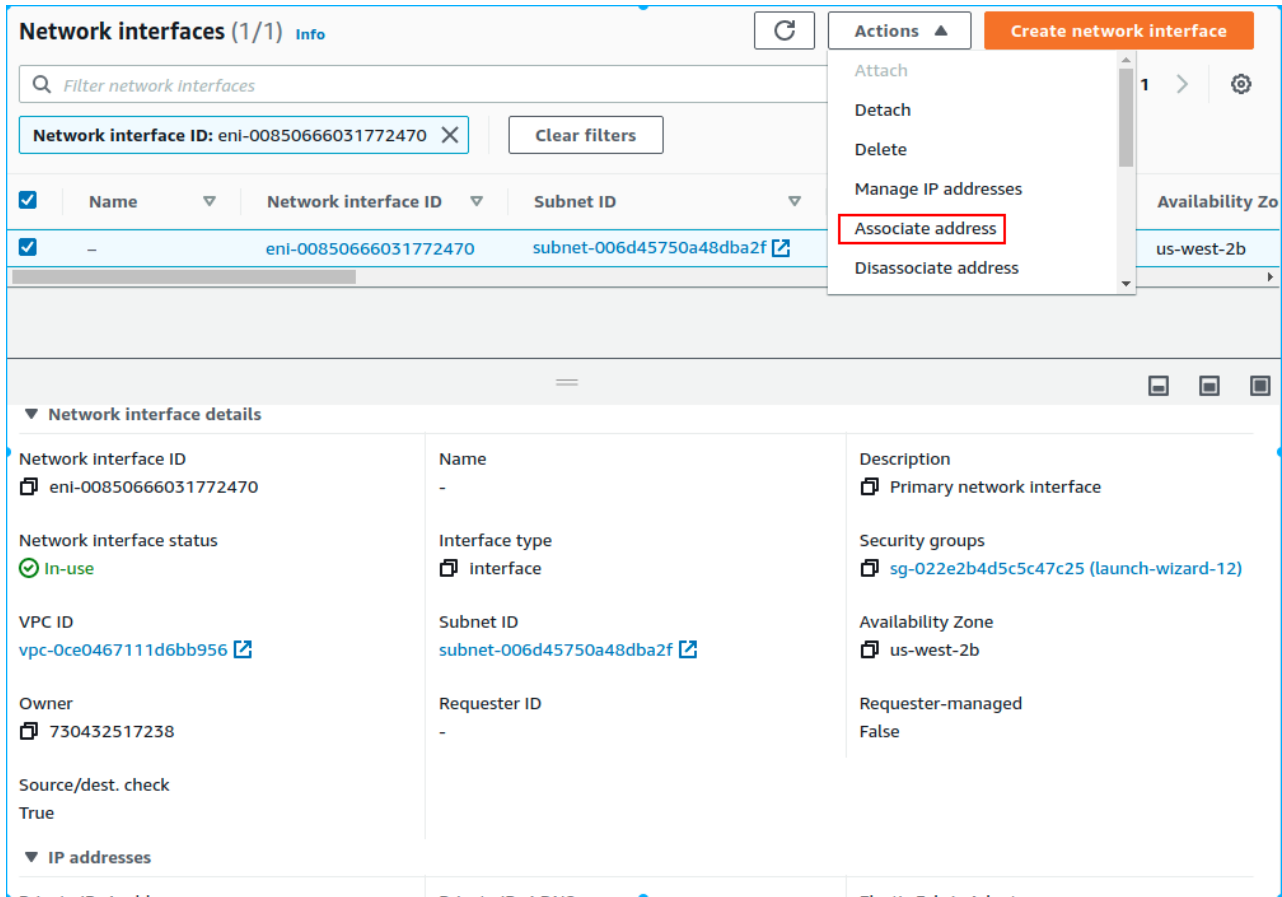 Network interfaces (1/1) Info
Actions ▲
Create network interface
Filter network interfaces
1
Network interface ID: eni-00850666031772470
Clear filters
Attach
Detach
Delete
Manage IP addresses
Associate address
Disassociate address
Name
Network interface ID
Subnet ID
Availability Zo
–
eni-00850666031772470
subnet-006d45750a48dba2f
us-west-2b
▼ Network interface details
Network interface ID
eni-00850666031772470
Name
-
Description
Primary network interface
Network interface status
In-use
Interface type
interface
Security groups
sg-022e2b4d5c5c47c25 (launch-wizard-12)
VPC ID
vpc-0ce0467111d6bb956
Subnet ID
subnet-006d45750a48dba2f
Availability Zone
us-west-2b
Owner
730432517238
Requester ID
-
Requester-managed
False
Source/dest. check
True
▼ IP addresses